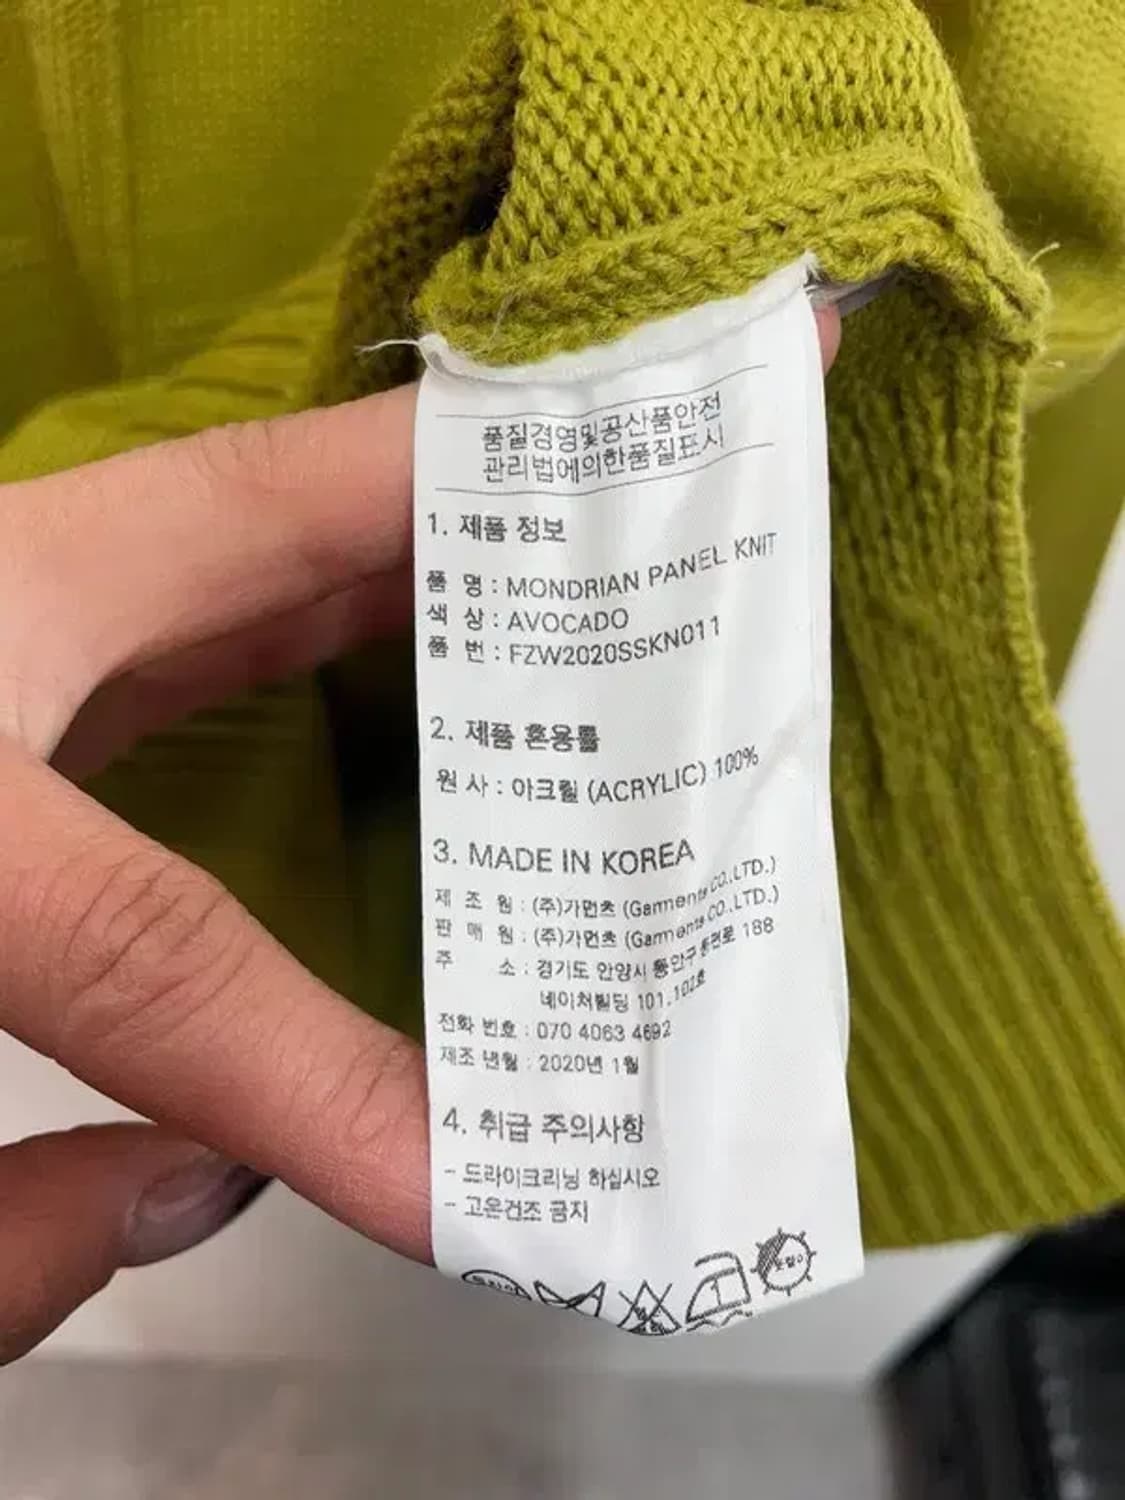 품질경영및공산품안전
관리법에의한품질표시
1. 제품 정보
품 명 : MONDRIAN PANEL KNIT
색 상 : AVOCADO
품 번 : FZW2020SSKN011
2. 제품 혼용률
원 사 : 아크릴 (ACRYLIC) 100%
3. MADE IN KOREA
제 조 원 : (주)가먼츠 (Garments CO.,LTD.)
판 매 원 : (주)가먼츠 (Garments CO.,LTD.)
주 소 : 경기도 안양시 동안구 188
네이처빌딩 101,102호
전화 번호 : 070 4063 4692
제조 년월 : 2020년 1월
4. 취급 주의사항
- 드라이크리닝 하십시오
- 고온건조 금지
드라이